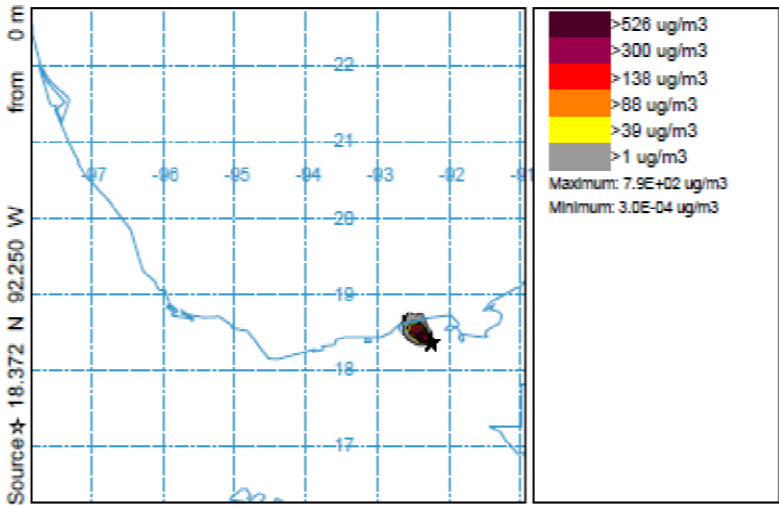 Source ☆ 18.372 N 92.250 W from 0 m
22
21
-97 -96 -95 -94 -93 -92 -91
20
19
18
17
>526 ug/m3
>300 ug/m3
>138 ug/m3
>88 ug/m3
>39 ug/m3
>1 ug/m3
Maximum: 7.9E+02 ug/m3
Minimum: 3.0E-04 ug/m3